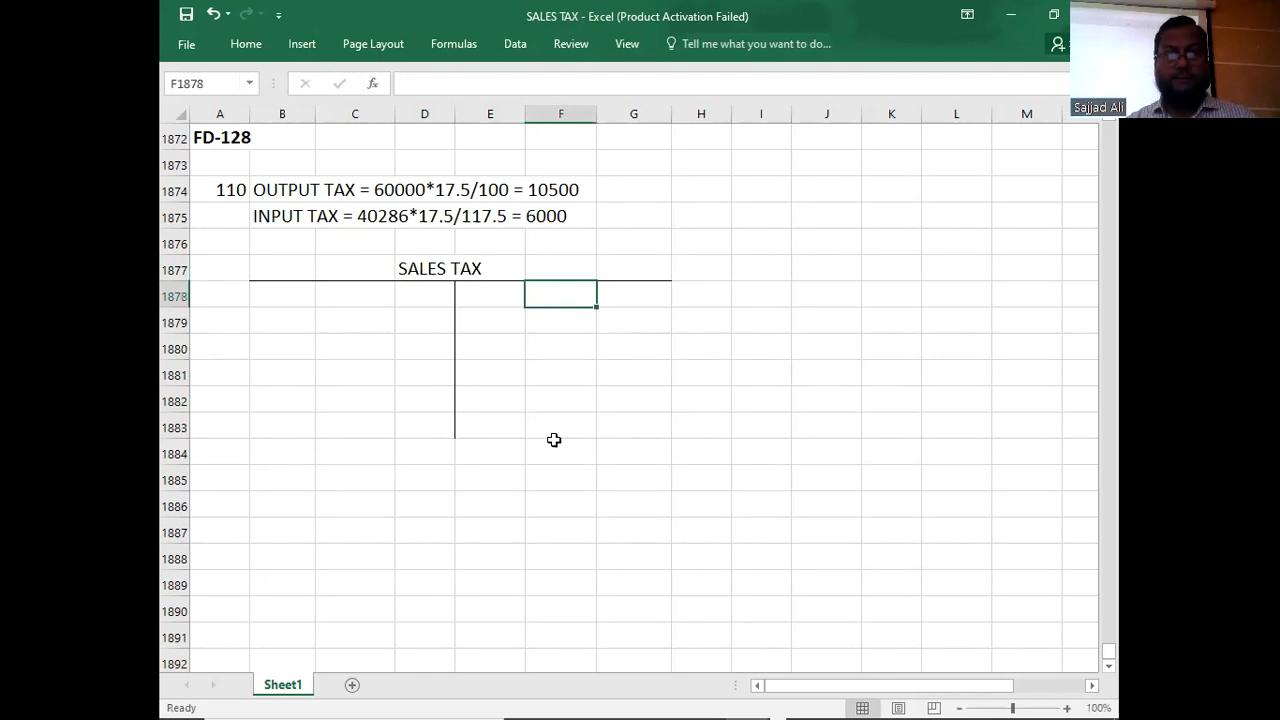 SALES TAX - Excel (Product Activation Failed)
File Home Insert Page Layout Formulas Data Review View Tell me what you want to do...
F1878 fx
A B C D E F G H I J K L M
1872 FD-128
1873
1874 110 OUTPUT TAX = 60000*17.5/100 = 10500
1875 INPUT TAX = 40286*17.5/117.5 = 6000
1876
1877 SALES TAX
1878
1879
1880
1881
1882
1883
1884
1885
1886
1887
1888
1889
1890
1891
1892
Sheet1
Ready 100%
Sajjad Ali